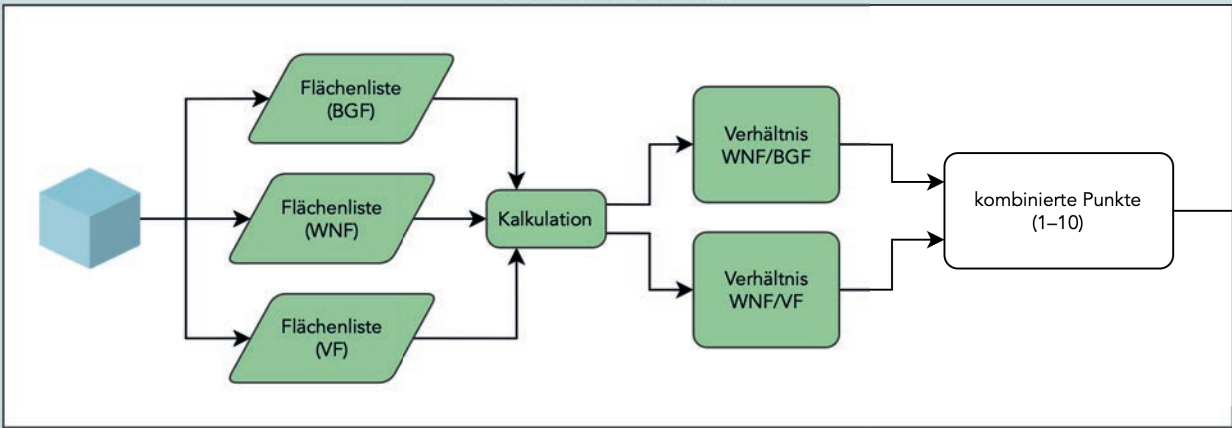 Flächenliste
(BGF)
Flächenliste
(WNF)
Flächenliste
(VF)
Kalkulation
Verhältnis
WNF/BGF
Verhältnis
WNF/VF
kombinierte Punkte
(1–10)